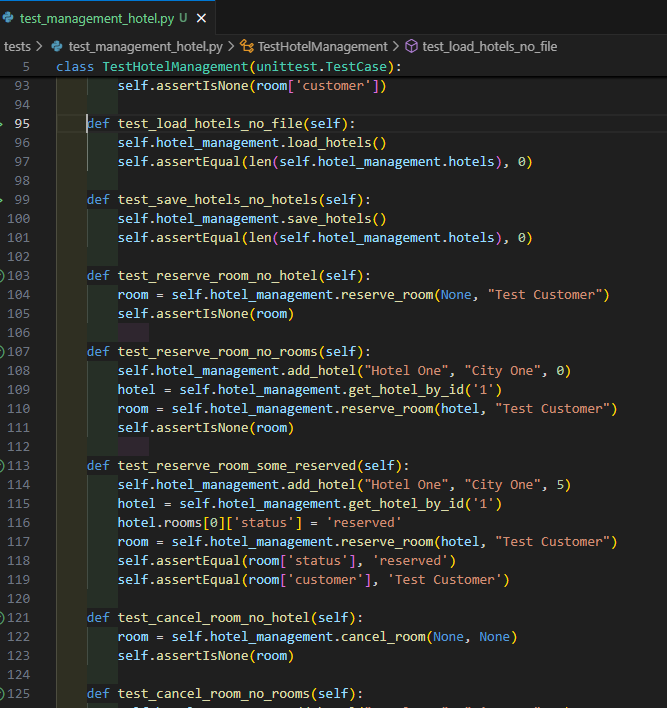 test_management_hotel.py U ×
tests > test_management_hotel.py > TestHotelManagement > test_load_hotels_no_file
5 class TestHotelManagement(unittest.TestCase):
93         self.assertIsNone(room['customer'])
94
95     def test_load_hotels_no_file(self):
96         self.hotel_management.load_hotels()
97         self.assertEqual(len(self.hotel_management.hotels), 0)
98
99     def test_save_hotels_no_hotels(self):
100         self.hotel_management.save_hotels()
101         self.assertEqual(len(self.hotel_management.hotels), 0)
102
103     def test_reserve_room_no_hotel(self):
104         room = self.hotel_management.reserve_room(None, "Test Customer")
105         self.assertIsNone(room)
106
107     def test_reserve_room_no_rooms(self):
108         self.hotel_management.add_hotel("Hotel One", "City One", 0)
109         hotel = self.hotel_management.get_hotel_by_id('1')
110         room = self.hotel_management.reserve_room(hotel, "Test Customer")
111         self.assertIsNone(room)
112
113     def test_reserve_room_some_reserved(self):
114         self.hotel_management.add_hotel("Hotel One", "City One", 5)
115         hotel = self.hotel_management.get_hotel_by_id('1')
116         hotel.rooms[0]['status'] = 'reserved'
117         room = self.hotel_management.reserve_room(hotel, "Test Customer")
118         self.assertEqual(room['status'], 'reserved')
119         self.assertEqual(room['customer'], 'Test Customer')
120
121     def test_cancel_room_no_hotel(self):
122         room = self.hotel_management.cancel_room(None, None)
123         self.assertIsNone(room)
124
125     def test_cancel_room_no_rooms(self):